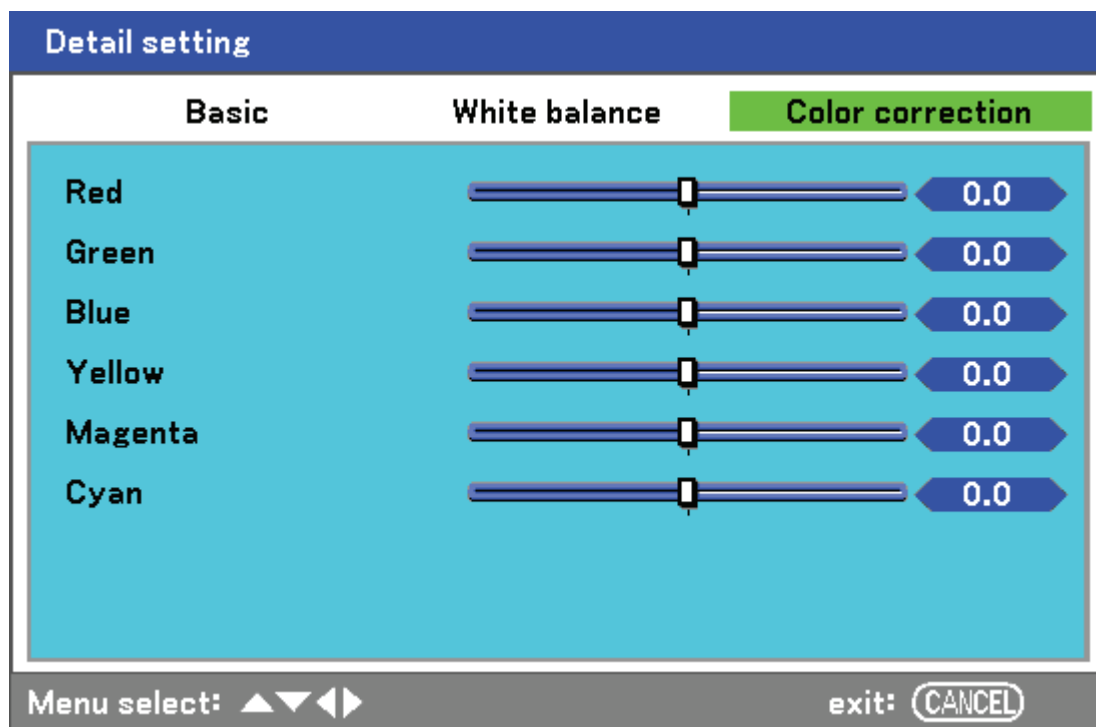 Detail setting
Basic White balance Color correction
Red 0.0
Green 0.0
Blue 0.0
Yellow 0.0
Magenta 0.0
Cyan 0.0
Menu select: ▲▼◀▶ exit: CANCEL